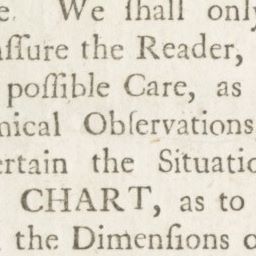 e. We ſhall only
aſſure the Reader,
poſſible Care, as
nical Obſervations,
ertain the Situatio
CHART, as to
the Dimenſions o